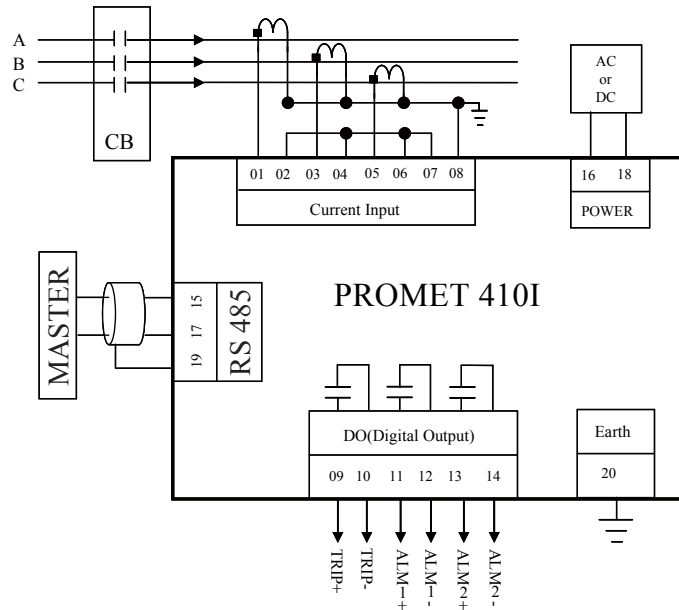 A
B
C
CB
AC
or
DC
01 02 03 04 05 06 07 08
Current Input
16 18
POWER
MASTER
15
17
19
RS 485
PROMET 410I
DO(Digital Output)
09 10 11 12 13 14
Earth
20
TRIP+
TRIP-
ALM1+
ALM1-
ALM2+
ALM2-